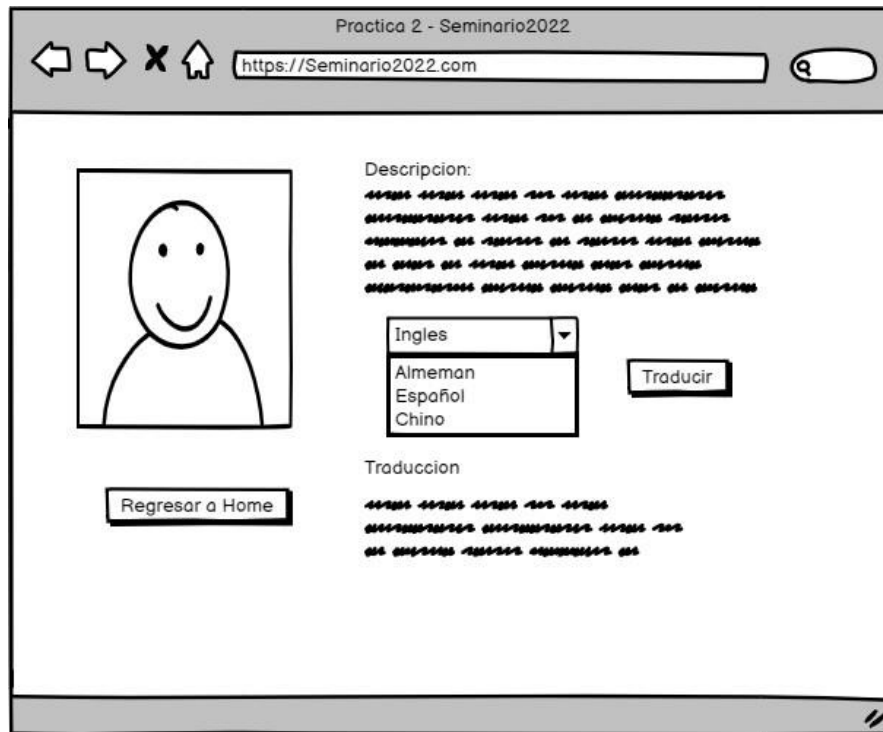 Practica 2 - Seminario2022
https://Seminario2022.com
Descripcion:
Ingles
Almeman
Español
Chino
Traducir
Traduccion
Regresar a Home